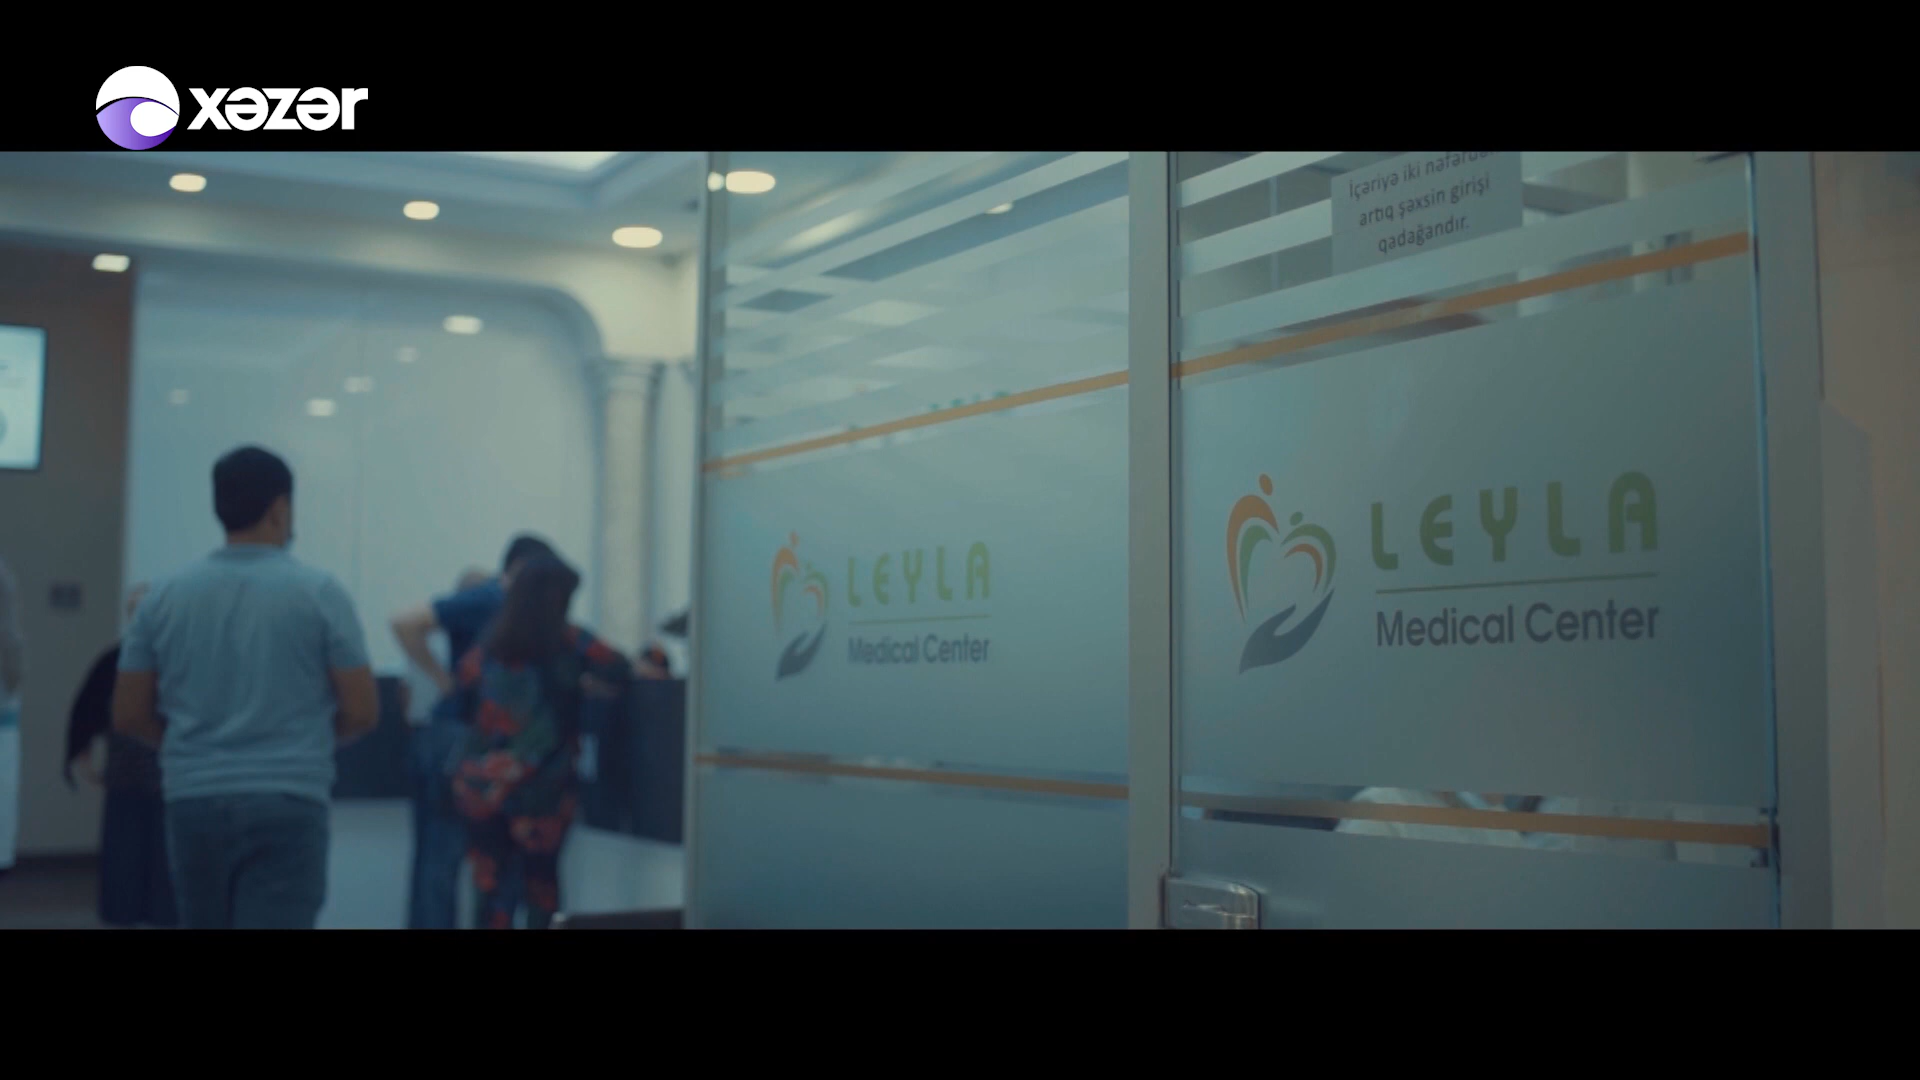 xəzər
İçəriyə iki nəfərdən
artıq şəxsin girişi
qadağandır.
LEYLA
Medical Center
LEYLA
Medical Center